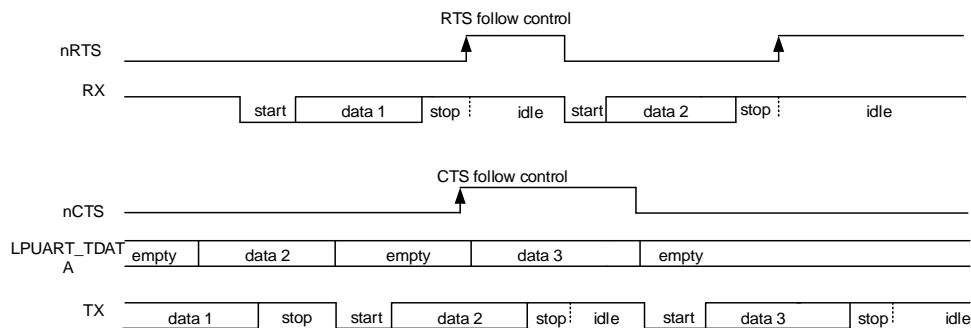 RTS follow control
nRTS
RX
start data 1 stop idle start data 2 stop idle
CTS follow control
nCTS
LPUART_TDAT
A
empty data 2 empty data 3 empty
TX
data 1 stop start data 2 stop idle start data 3 stop idle